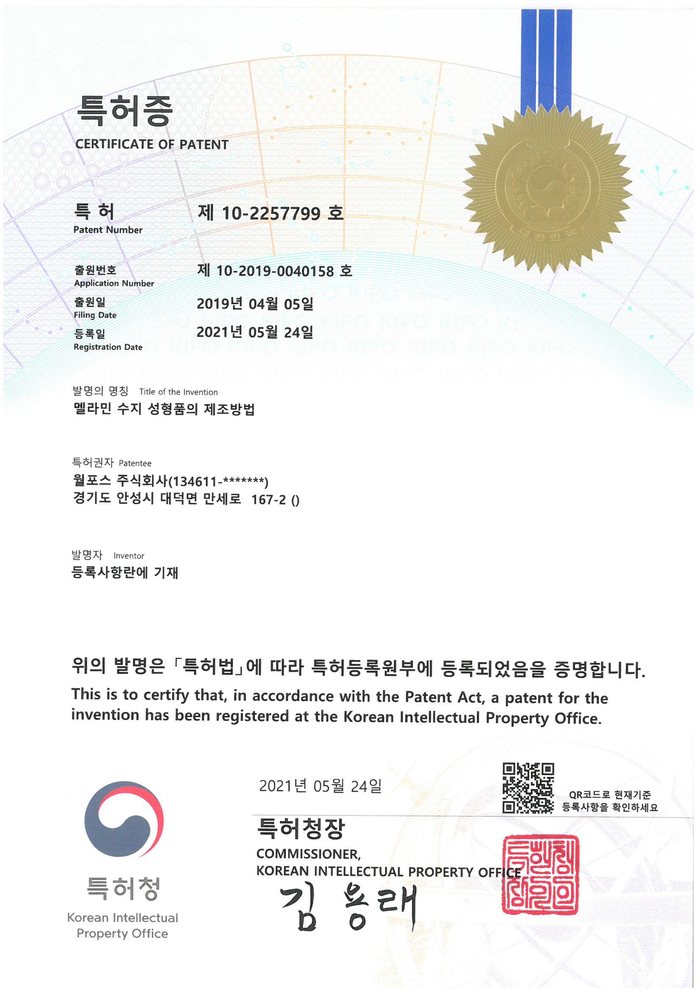 특허증
CERTIFICATE OF PATENT
특 허
Patent Number
제 10-2257799 호
출원번호
Application Number
제 10-2019-0040158 호
출원일
Filing Date
2019년 04월 05일
등록일
Registration Date
2021년 05월 24일
발명의 명칭 Title of the Invention
멜라민 수지 성형품의 제조방법
특허권자 Patentee
월포스 주식회사(134611-*******)
경기도 안성시 대덕면 만세로 167-2 ()
발명자 Inventor
등록사항란에 기재
위의 발명은 「특허법」에 따라 특허등록원부에 등록되었음을 증명합니다.
This is to certify that, in accordance with the Patent Act, a patent for the
invention has been registered at the Korean Intellectual Property Office.
2021년 05월 24일
QR코드로 현재기준
등록사항을 확인하세요
특허청장
COMMISSIONER,
KOREAN INTELLECTUAL PROPERTY OFFICE
김용래
특허청
Korean Intellectual
Property Office